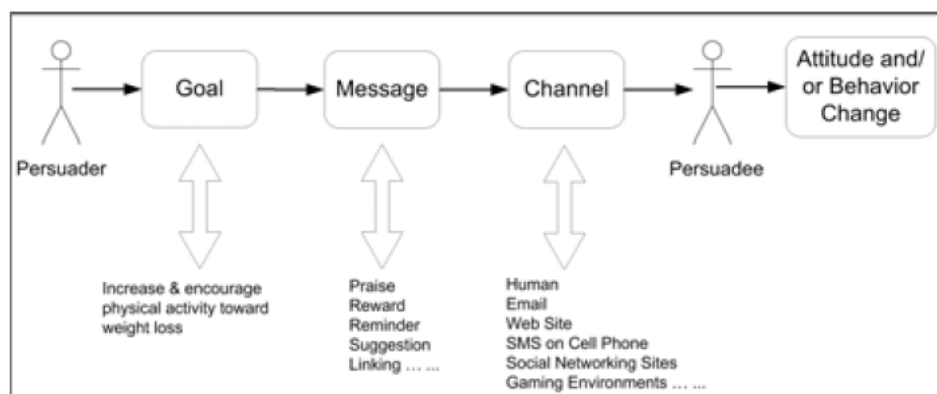 Persuader
Goal
Message
Channel
Persuadee
Attitude and/
or Behavior
Change
Increase & encourage
physical activity toward
weight loss
Praise
Reward
Reminder
Suggestion
Linking … ...
Human
Email
Web Site
SMS on Cell Phone
Social Networking Sites
Gaming Environments … ...